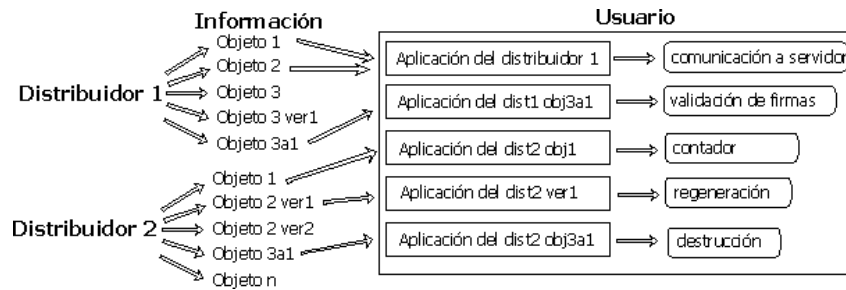 Información
Usuario
Distribuidor 1
Objeto 1
Objeto 2
Objeto 3
Objeto 3 ver1
Objeto 3a1
Distribuidor 2
Objeto 1
Objeto 2 ver1
Objeto 2 ver2
Objeto 3a1
Objeto n
Aplicación del distribuidor 1
comunicación a servidor
Aplicación del dist1 obj3a1
validación de firmas
Aplicación del dist2 obj1
contador
Aplicación del dist2 ver1
regeneración
Aplicación del dist2 obj3a1
destrucción